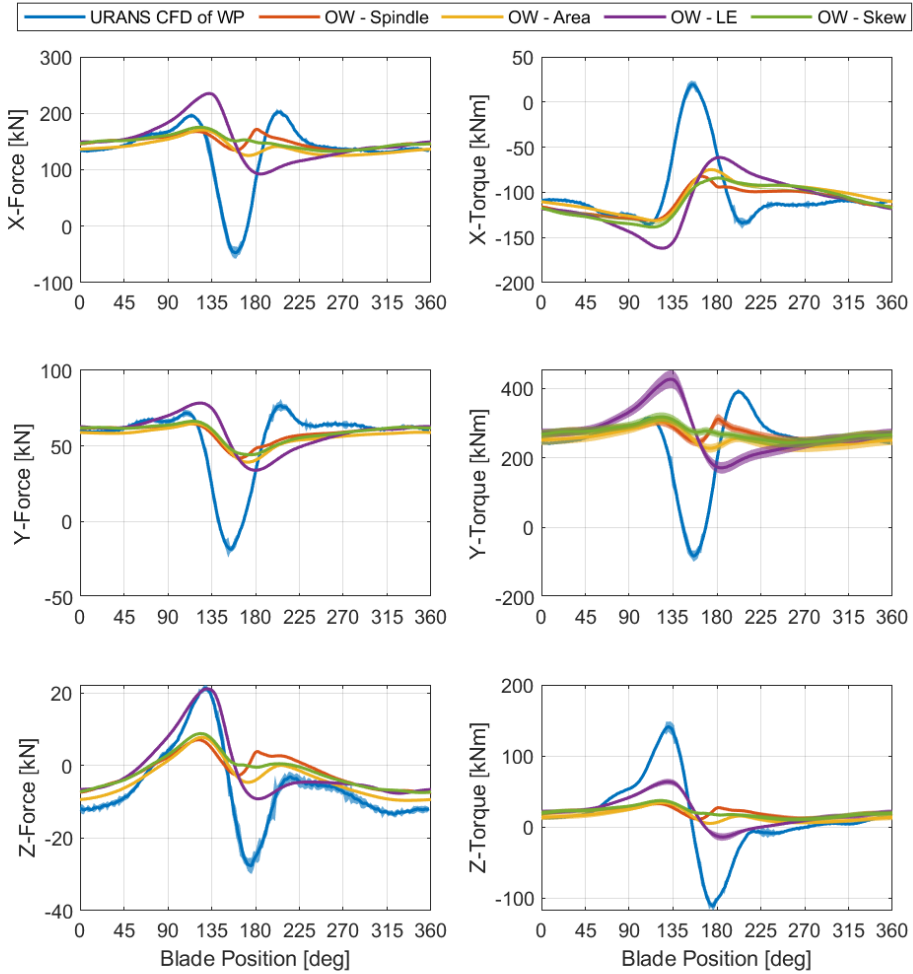 URANS CFD of WP OW - Spindle OW - Area OW - LE OW - Skew
300
200
100
0
-100
X-Force [kN]
0 45 90 135 180 225 270 315 360
50
0
-50
-100
-150
-200
X-Torque [kNm]
0 45 90 135 180 225 270 315 360
100
50
0
-50
Y-Force [kN]
0 45 90 135 180 225 270 315 360
400
200
0
-200
Y-Torque [kNm]
0 45 90 135 180 225 270 315 360
20
0
-20
-40
Z-Force [kN]
0 45 90 135 180 225 270 315 360
Blade Position [deg]
200
100
0
-100
Z-Torque [kNm]
0 45 90 135 180 225 270 315 360
Blade Position [deg]